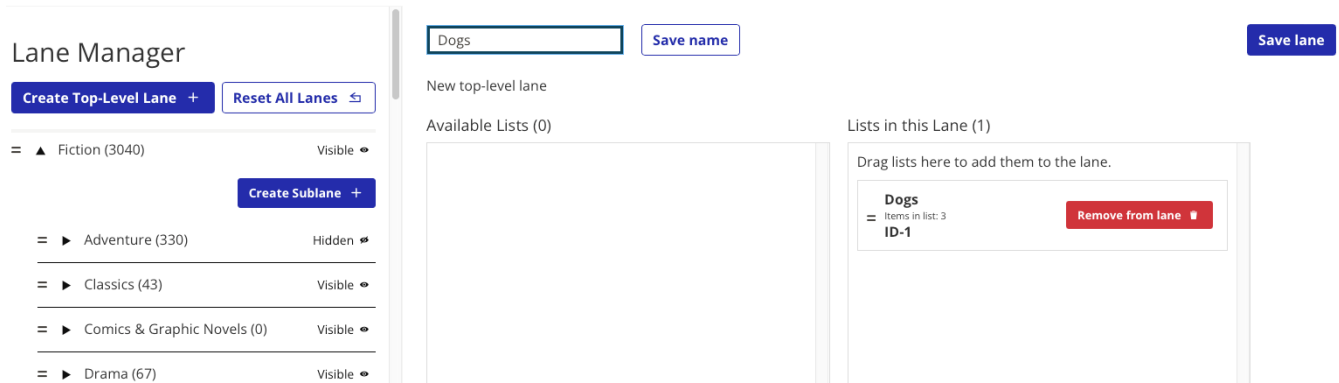 Lane Manager
Create Top-Level Lane +
Reset All Lanes
Fiction (3040) Visible
Create Sublane +
Adventure (330) Hidden
Classics (43) Visible
Comics & Graphic Novels (0) Visible
Drama (67) Visible
Dogs
Save name
Save lane
New top-level lane
Available Lists (0)
Lists in this Lane (1)
Drag lists here to add them to the lane.
Dogs
Items in list: 3
ID-1
Remove from lane